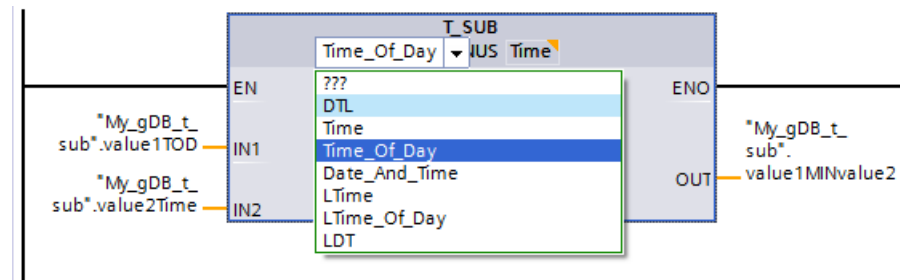 T_SUB
Time_Of_Day NUS Time
EN
ENO
???
DTL
Time
Time_Of_Day
Date_And_Time
LTime
LTime_Of_Day
LDT
"My_gDB_t_
sub".value1TOD
IN1
"My_gDB_t_
sub".value2Time
IN2
OUT
"My_gDB_t_
sub".
value1MINvalue2